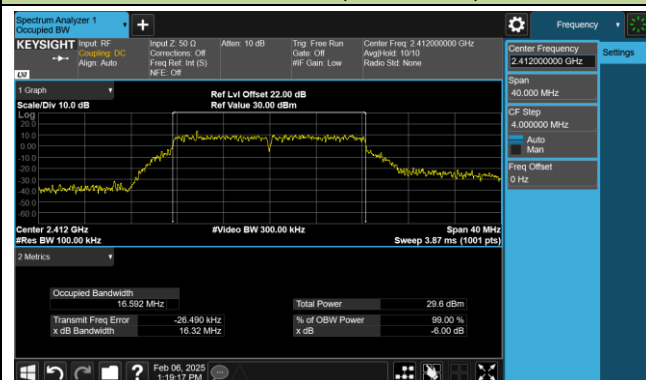 Spectrum Analyzer 1
Occupied BW
Frequency
KEYSIGHT
Input: RF
Coupling: DC
Align: Auto
Input Z: 50 Ω
Corrections: Off
Freq Ref: Int (S)
NFE: Off
Atten: 10 dB
Trig: Free Run
Gate: Off
#IF Gain: Low
Center Freq: 2.412000000 GHz
Avg|Hold: 10/10
Radio Std: None
LXI
Center Frequency
2.412000000 GHz
Settings
Span
40.000 MHz
CF Step
4.000000 MHz
Auto
Man
Freq Offset
0 Hz
1 Graph
Scale/Div 10.0 dB
Ref Lvl Offset 22.00 dB
Ref Value 30.00 dBm
Log
20.0
10.0
0.00
-10.0
-20.0
-30.0
-40.0
-50.0
-60.0
Center 2.412 GHz
#Res BW 100.00 kHz
#Video BW 300.00 kHz
Span 40 MHz
Sweep 3.87 ms (1001 pts)
2 Metrics
Occupied Bandwidth
16.592 MHz
Total Power 29.6 dBm
Transmit Freq Error -26.490 kHz
% of OBW Power 99.00 %
x dB Bandwidth 16.32 MHz
x dB -6.00 dB
Feb 06, 2025
1:19:17 PM